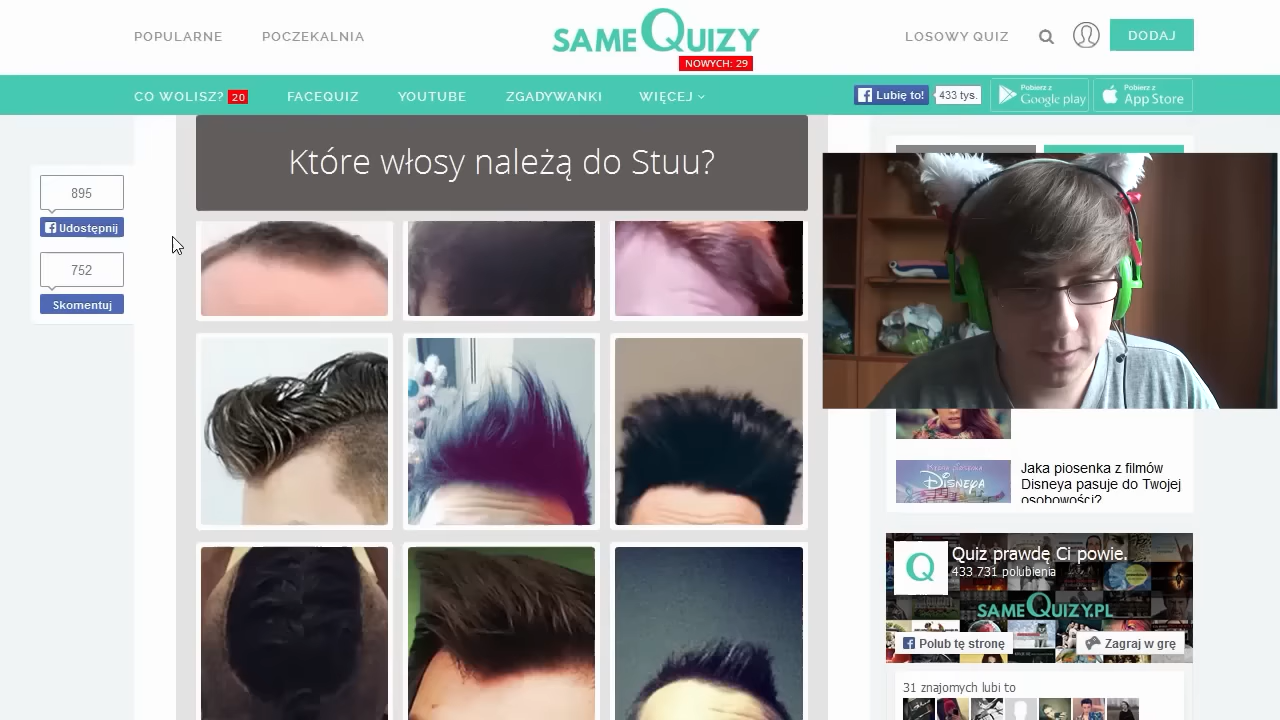 POPULARNE
POCZEKALNIA
SAMEQUIZY
NOWYCH: 29
LOSOWY QUIZ
DODAJ
CO WOLISZ? 20
FACEQUIZ
YOUTUBE
ZGADYWANKI
WIĘCEJ
Lubię to!
433 tys.
Pobierz z
Google play
Pobierz z
App Store
Które włosy należą do Stuu?
895
Udostępnij
752
Skomentuj
Disneya
Jaka piosenka z filmów
Disneya pasuje do Twojej
osobowości?
Q
Quiz prawdę Ci powie.
433 731 polubienia
SAMEQUIZY.PL
Polub tę stronę
Zagraj w grę
31 znajomych lubi to